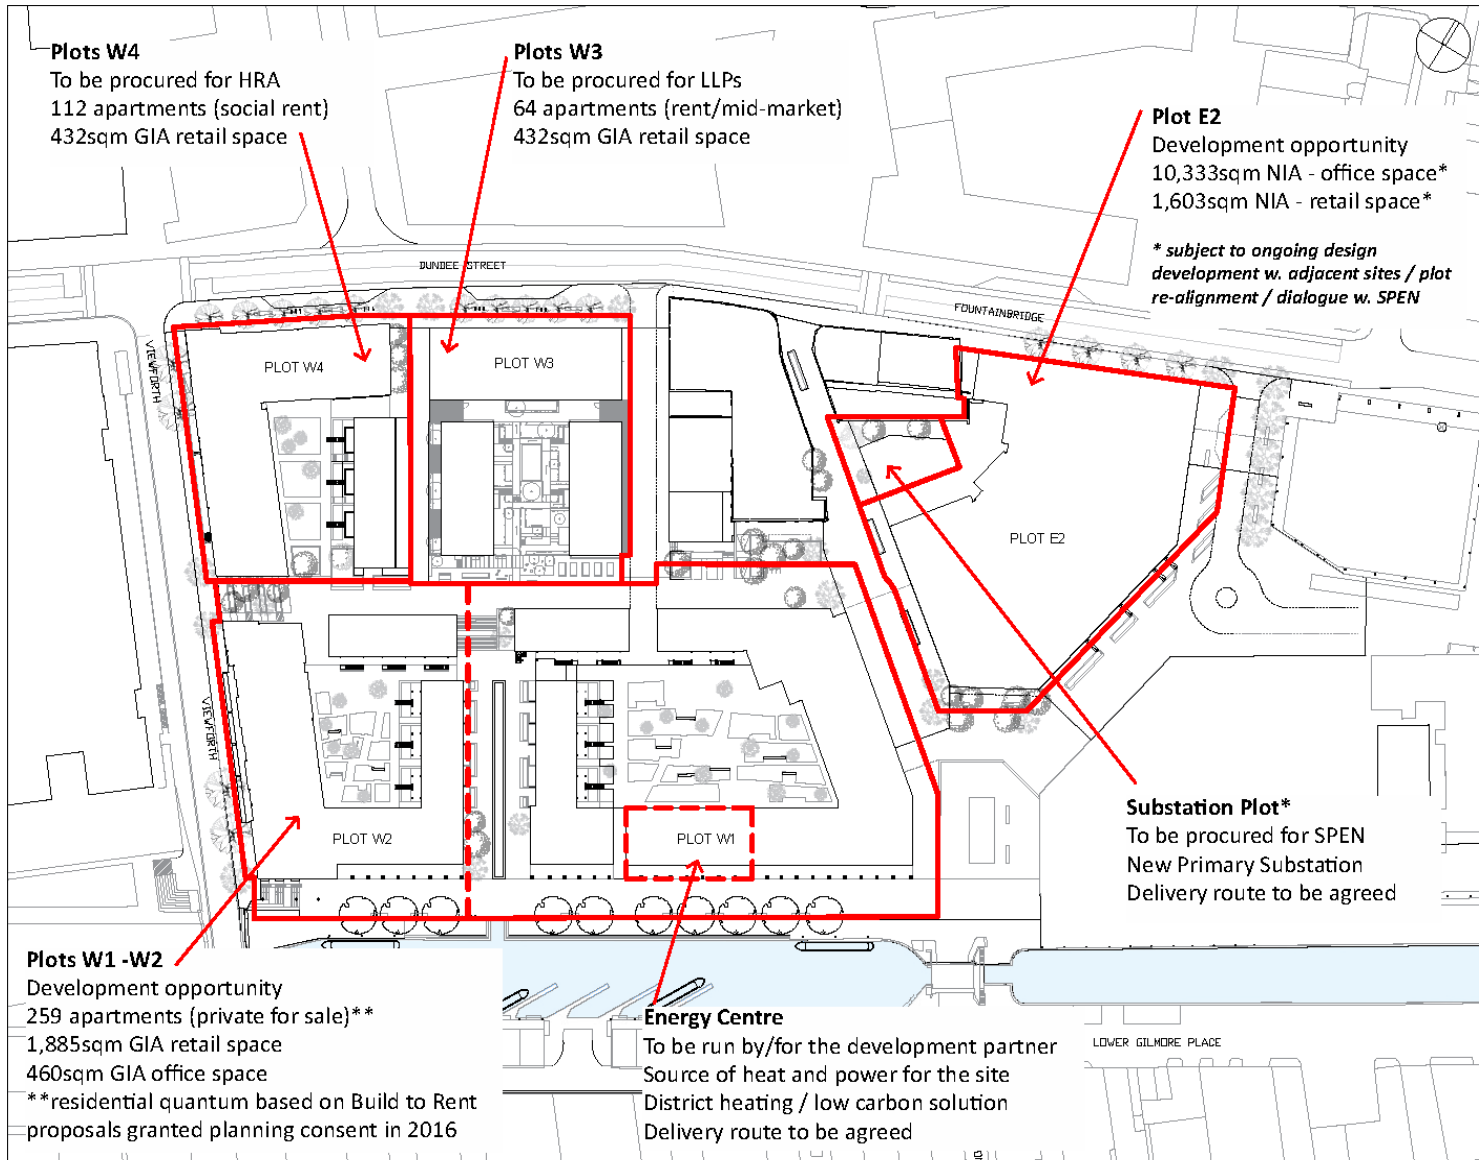 Plots W4
To be procured for HRA
112 apartments (social rent)
432sqm GIA retail space
Plots W3
To be procured for LLPs
64 apartments (rent/mid-market)
432sqm GIA retail space
Plot E2
Development opportunity
10,333sqm NIA - office space*
1,603sqm NIA - retail space*
* subject to ongoing design
development w. adjacent sites / plot
re-alignment / dialogue w. SPEN
DUNDEE STREET
FOUNTAINBRIDGE
VIEWFORTH
PLOT W4
PLOT W3
PLOT E2
VIEWFORTH
PLOT W2
PLOT W1
Substation Plot*
To be procured for SPEN
New Primary Substation
Delivery route to be agreed
Plots W1 -W2
Development opportunity
259 apartments (private for sale)**
1,885sqm GIA retail space
460sqm GIA office space
**residential quantum based on Build to Rent
proposals granted planning consent in 2016
Energy Centre
To be run by/for the development partner
Source of heat and power for the site
District heating / low carbon solution
Delivery route to be agreed
LOWER GILMORE PLACE